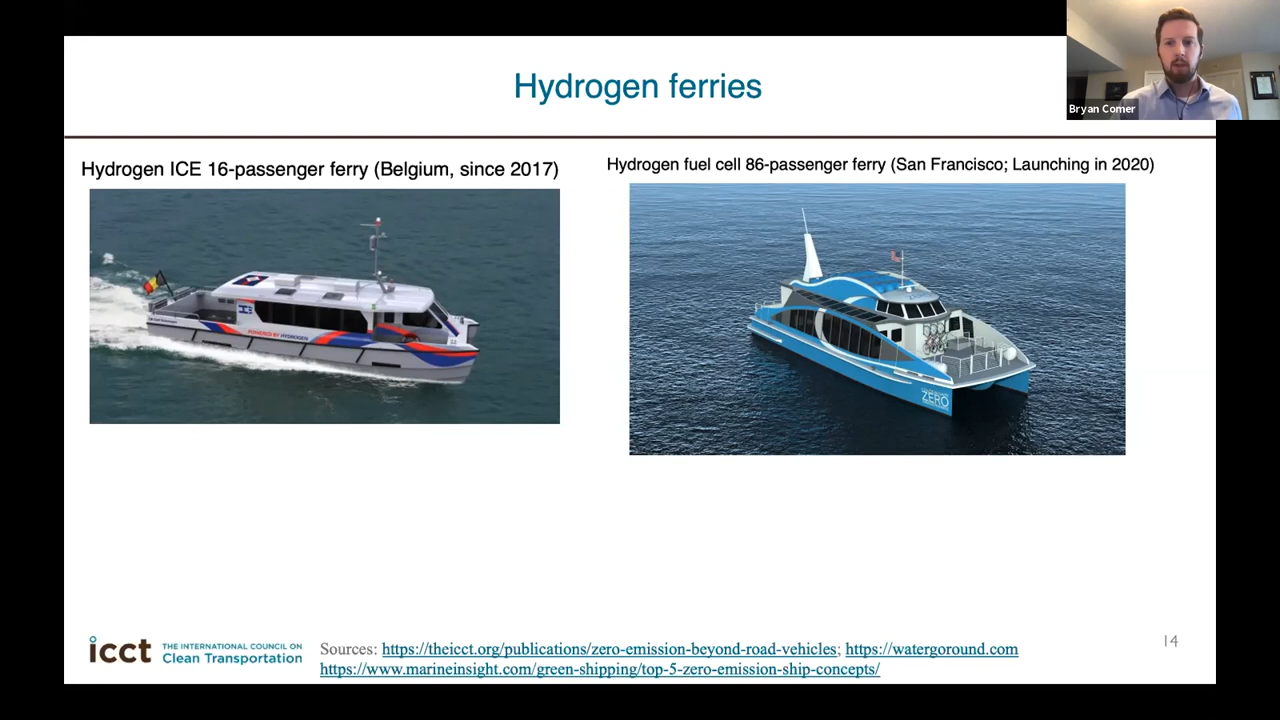 Bryan Comer
Hydrogen ferries
Hydrogen ICE 16-passenger ferry (Belgium, since 2017)
POWERED BY HYDROGEN
Hydrogen fuel cell 86-passenger ferry (San Francisco; Launching in 2020)
ZERO
icct THE INTERNATIONAL COUNCIL ON
Clean Transportation
Sources: https://theicct.org/publications/zero-emission-beyond-road-vehicles; https://watergoround.com
https://www.marineinsight.com/green-shipping/top-5-zero-emission-ship-concepts/
14